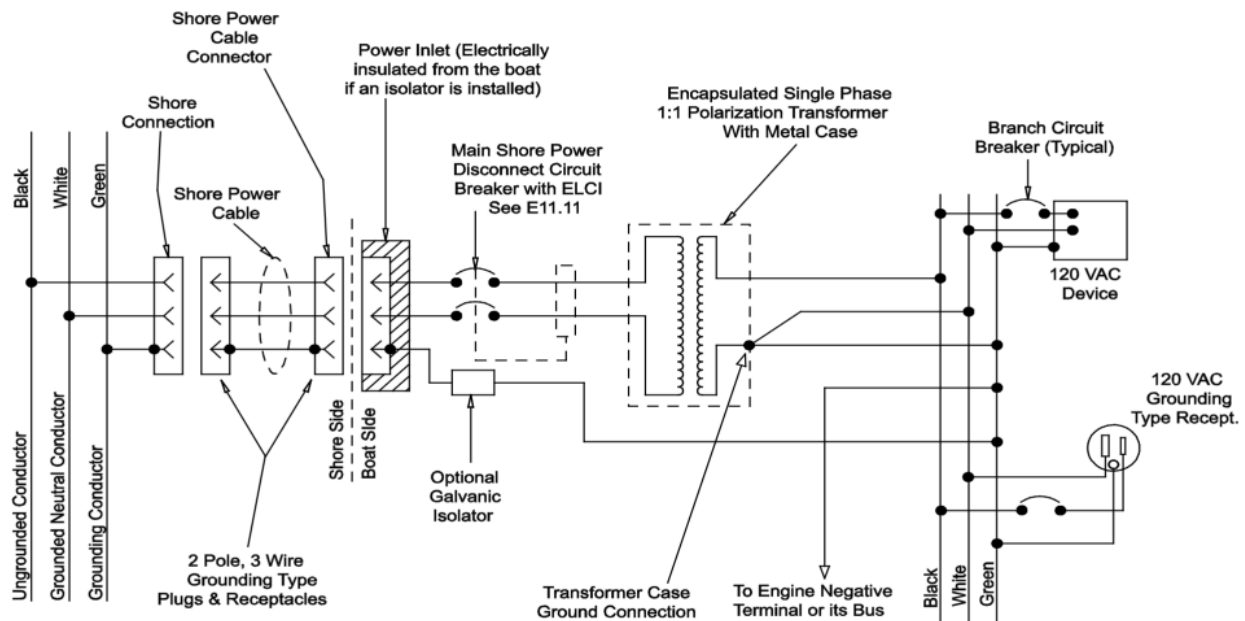 Shore Power
Cable
Connector
Power Inlet (Electrically
insulated from the boat
if an isolator is installed)
Encapsulated Single Phase
1:1 Polarization Transformer
With Metal Case
Shore
Connection
Branch Circuit
Breaker (Typical)
Main Shore Power
Disconnect Circuit
Breaker with ELCI
See E11.11
Black
White
Green
Shore Power
Cable
120 VAC
Device
120 VAC
Grounding
Type Recept.
Shore Side
Boat Side
Optional
Galvanic
Isolator
Ungrounded Conductor
Grounded Neutral Conductor
Grounding Conductor
2 Pole, 3 Wire
Grounding Type
Plugs & Receptacles
Transformer Case
Ground Connection
To Engine Negative
Terminal or its Bus
Black
White
Green